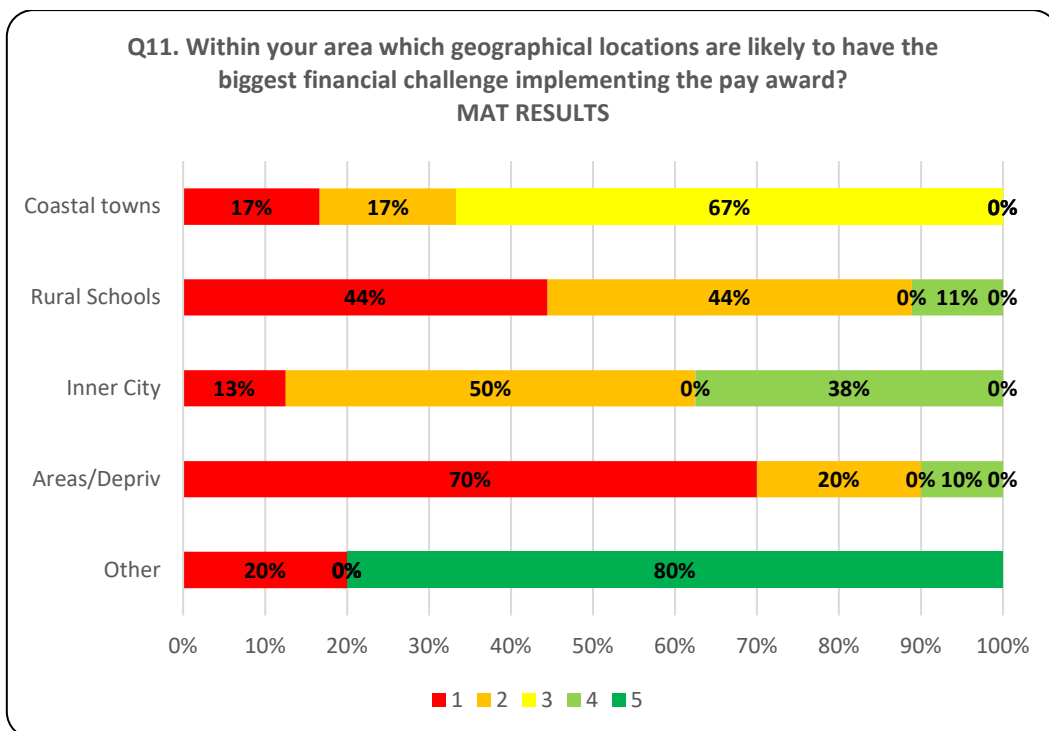 Q11. Within your area which geographical locations are likely to have the
biggest financial challenge implementing the pay award?
MAT RESULTS
Coastal towns 17% 17% 67% 0%
Rural Schools 44% 44% 0% 11% 0%
Inner City 13% 50% 0% 38% 0%
Areas/Depriv 70% 20% 0% 10% 0%
Other 20% 0% 80%
0% 10% 20% 30% 40% 50% 60% 70% 80% 90% 100%
1 2 3 4 5